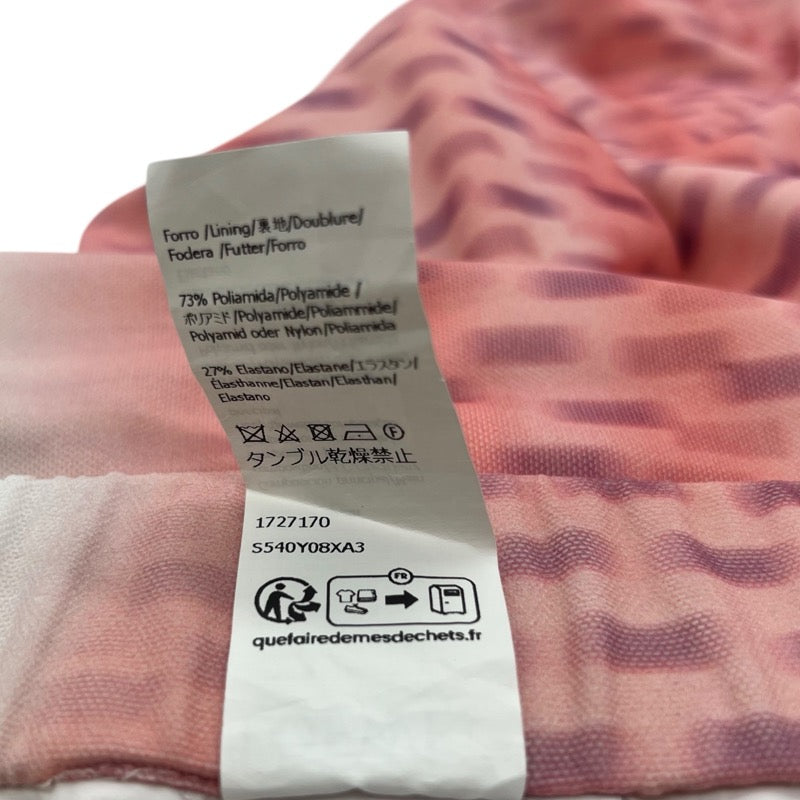 Forro /Lining/裏地/Doublure/
Fodera /Futter/Forro
73% Poliamida/Polyamide /
ポリアミド/Polyamide/Poliammide/
Polyamid oder Nylon/Poliamida
27% Elastano/Elastane/エラスタン/
Élasthanne/Elastan/Elasthan/
Elastano
F
タンブル乾燥禁止
1727170
S540Y08XA3
FR
quefairedemesdechets.fr